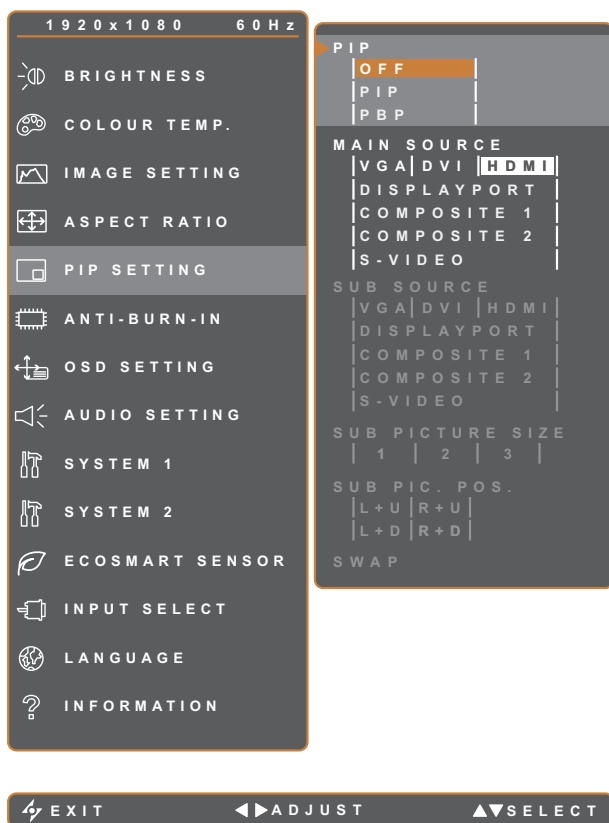 1920x1080 60Hz
BRIGHTNESS
COLOUR TEMP.
IMAGE SETTING
ASPECT RATIO
PIP SETTING
ANTI-BURN-IN
OSD SETTING
AUDIO SETTING
SYSTEM 1
SYSTEM 2
ECOSMART SENSOR
INPUT SELECT
LANGUAGE
INFORMATION
PIP
OFF
PIP
PBP
MAIN SOURCE
VGA DVI HDMI
DISPLAYPORT
COMPOSITE 1
COMPOSITE 2
S-VIDEO
SUB SOURCE
VGA DVI HDMI
DISPLAYPORT
COMPOSITE 1
COMPOSITE 2
S-VIDEO
SUB PICTURE SIZE
1 2 3
SUB PIC. POS.
L+U R+U
L+D R+D
SWAP
EXIT ADJUST SELECT